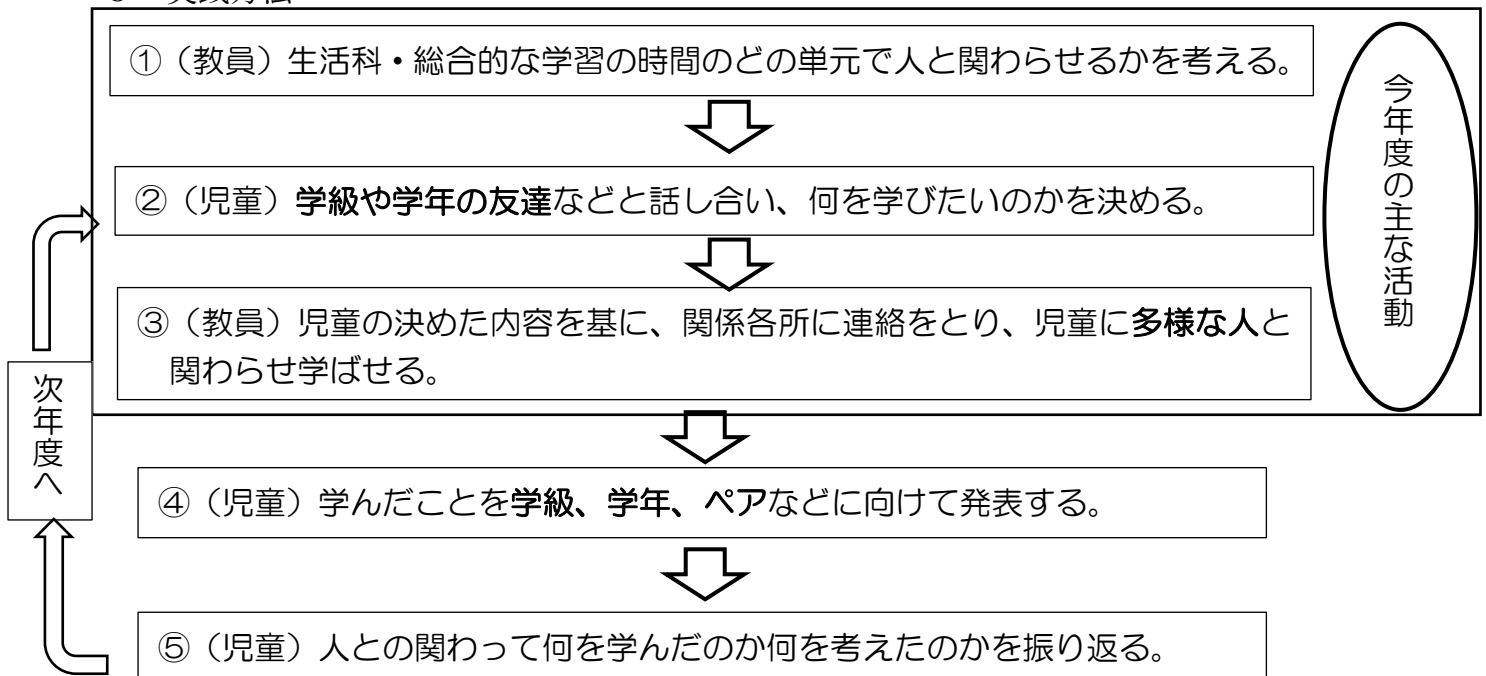 ①（教員）生活科・総合的な学習の時間のどの単元で人と関わらせるかを考える。
今年度の主な活動
②（児童）学級や学年の友達などと話し合い、何を学びたいのかを決める。
③（教員）児童の決めた内容を基に、関係各所に連絡をとり、児童に多様な人と
関わらせ学ばせる。
次年度へ
④（児童）学んだことを学級、学年、ペアなどに向けて発表する。
⑤（児童）人との関わって何を学んだのか何を考えたのかを振り返る。